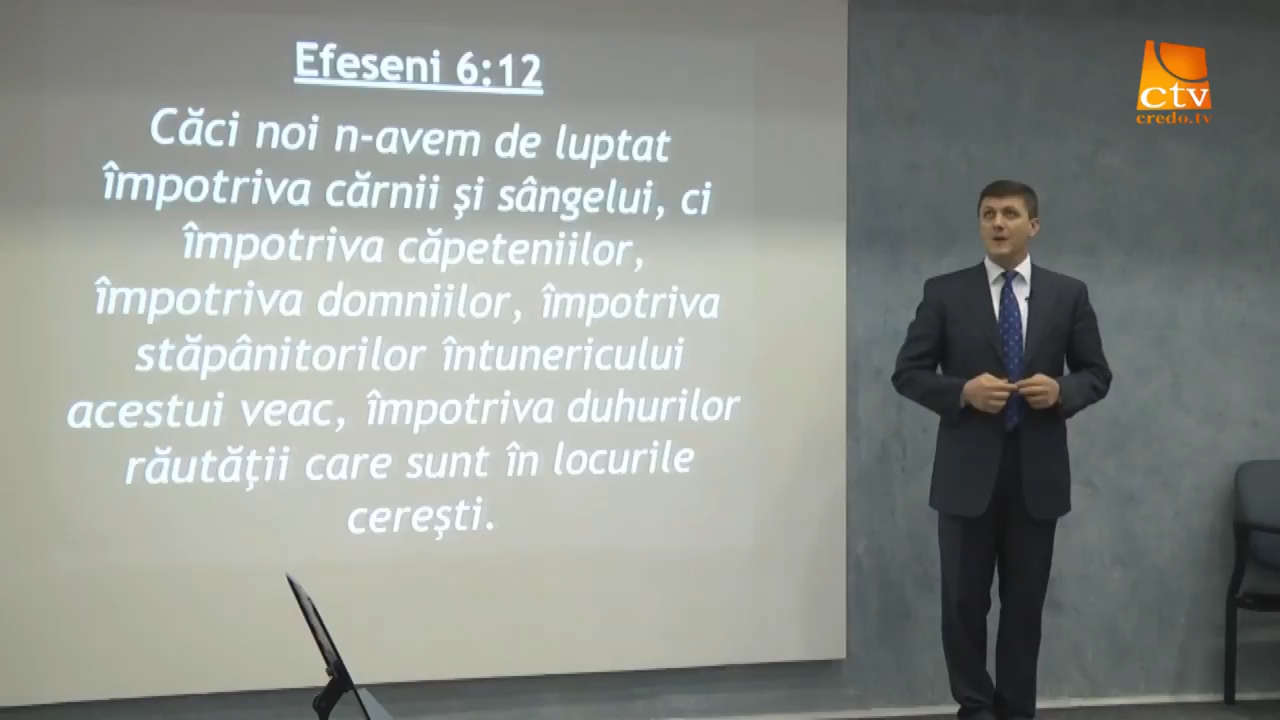 Efeseni 6:12
Căci noi n-avem de luptat
împotriva cărnii şi sângelui, ci
împotriva căpeteniilor,
împotriva domniilor, împotriva
stăpânitorilor întunericului
acestui veac, împotriva duhurilor
răutăţii care sunt în locurile
cereşti.
ctv
credo.tv